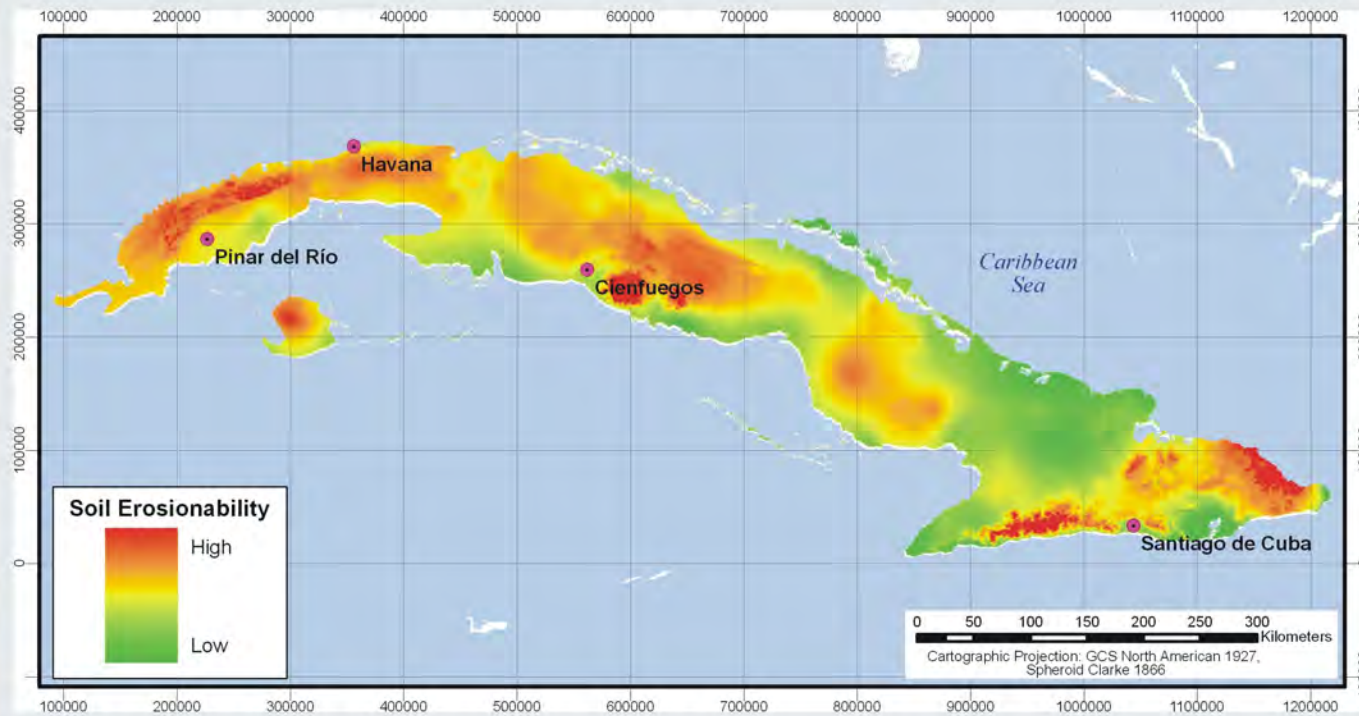 100000 200000 300000 400000 500000 600000 700000 800000 900000 1000000 1100000 1200000
400000
300000
200000
100000
0
Havana
Pinar del Río
Cienfuegos
Caribbean
Sea
Santiago de Cuba
Soil Erosionability
High
Low
0 50 100 150 200 250 300
Kilometers
Cartographic Projection: GCS North American 1927,
Spheroid Clarke 1866
100000 200000 300000 400000 500000 600000 700000 800000 900000 1000000 1100000 1200000